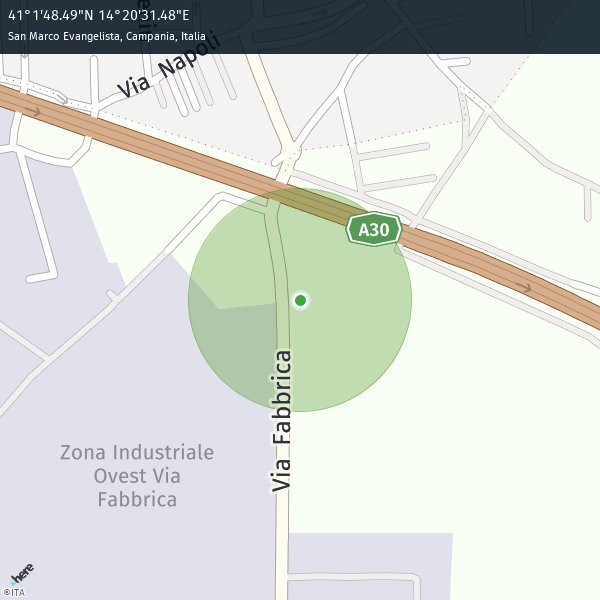 41°1'48.49"N 14°20'31.48"E
San Marco Evangelista, Campania, Italia
Via Napoli
A30
Via Fabbrica
Zona Industriale
Ovest Via
Fabbrica
here
©ITA